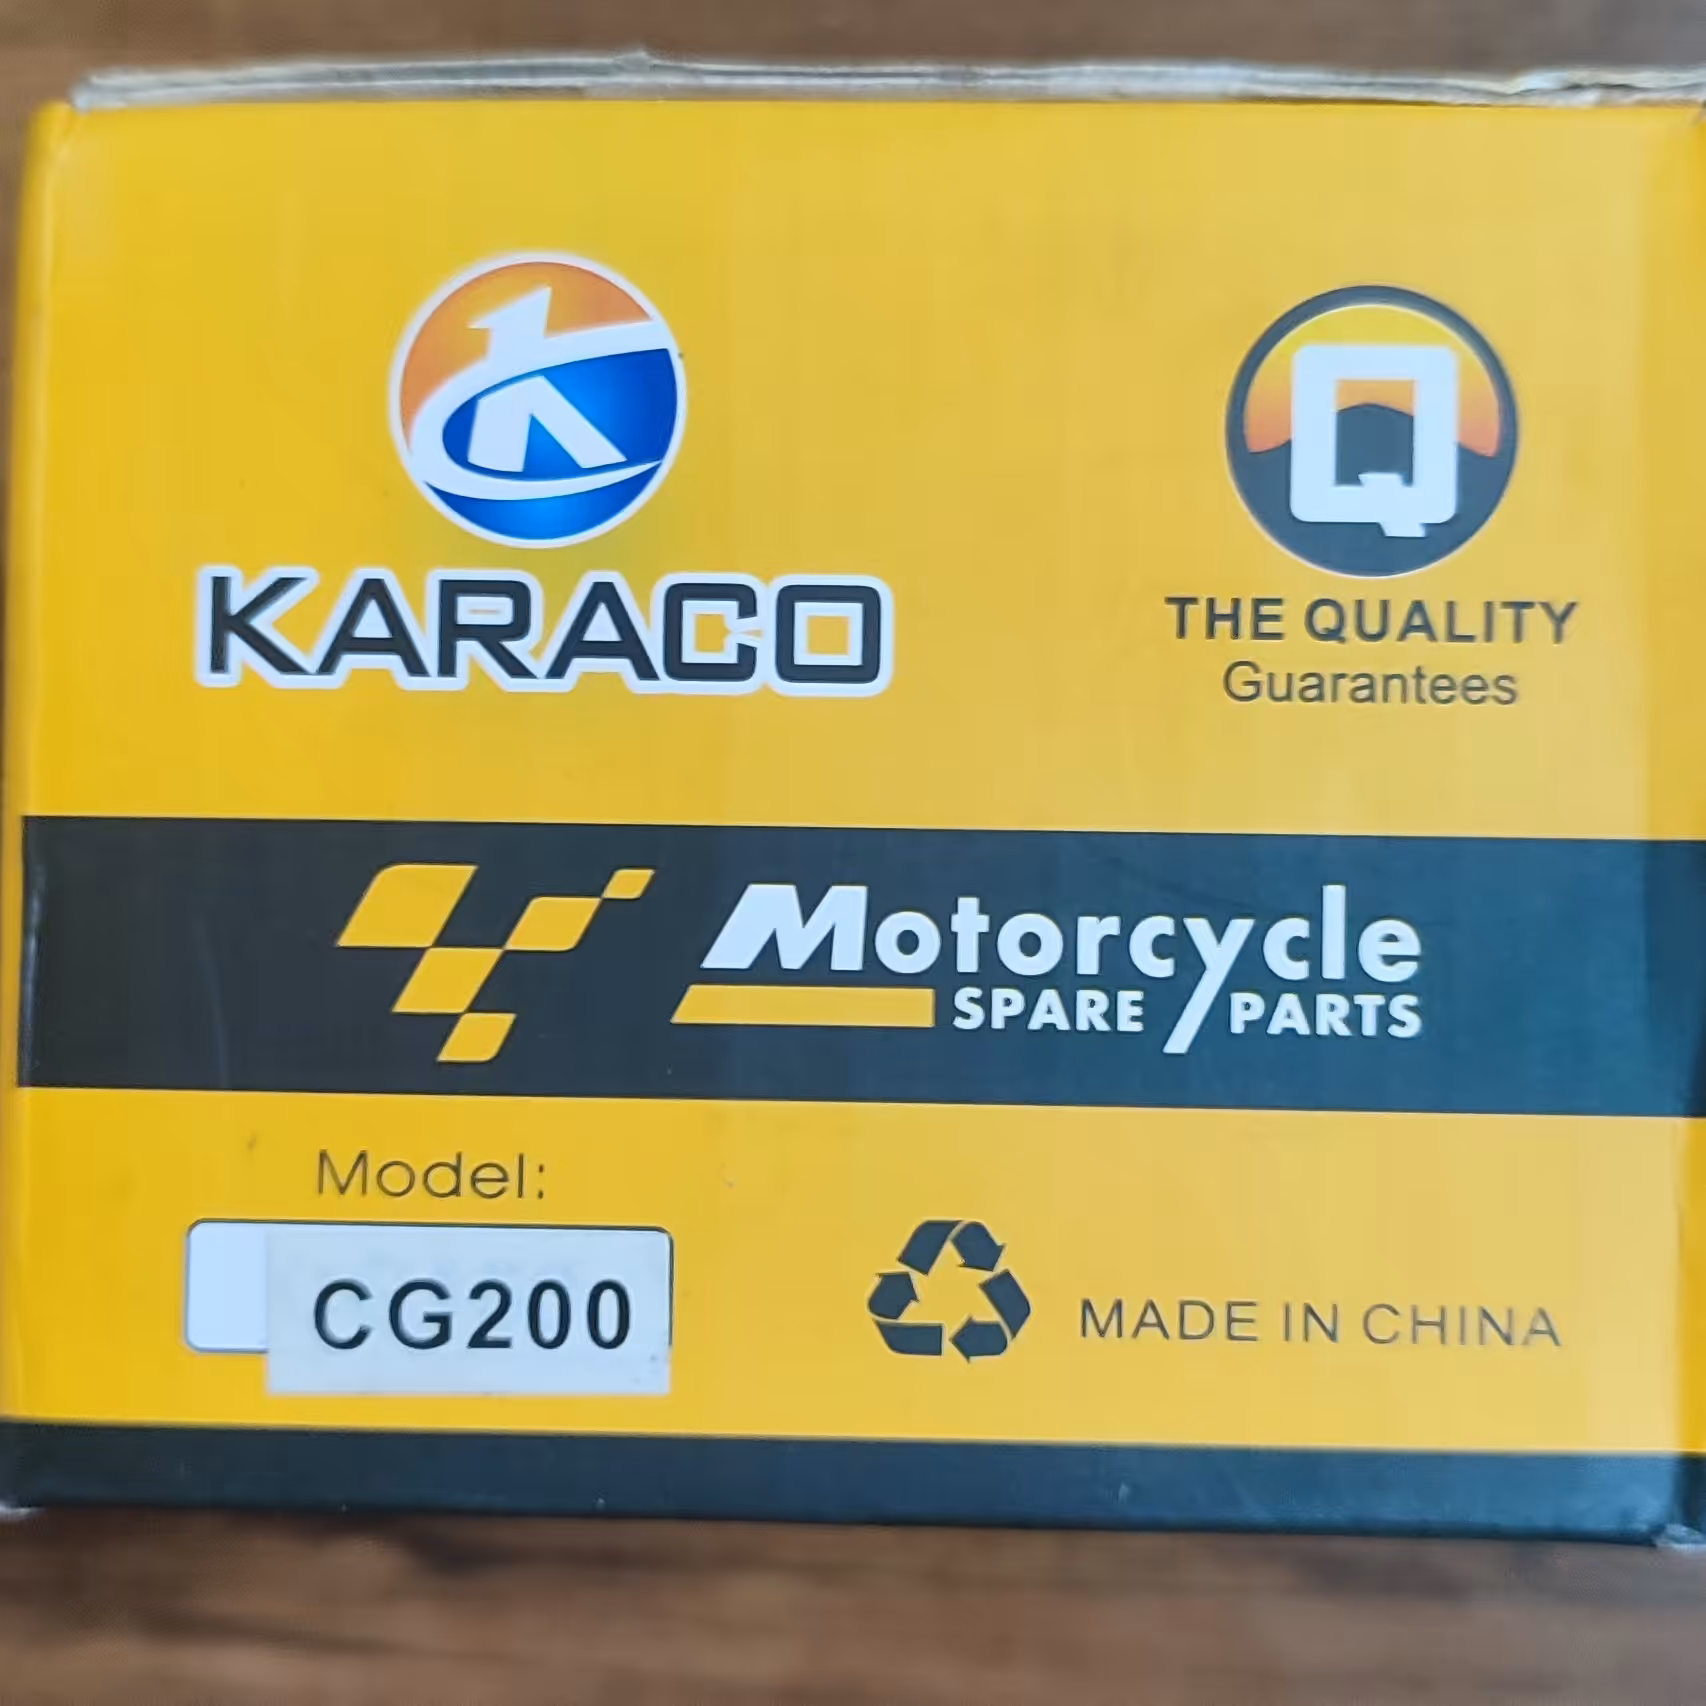 KARACO
Q
THE QUALITY
Guarantees
Motorcycle
SPARE PARTS
Model:
CG200
MADE IN CHINA